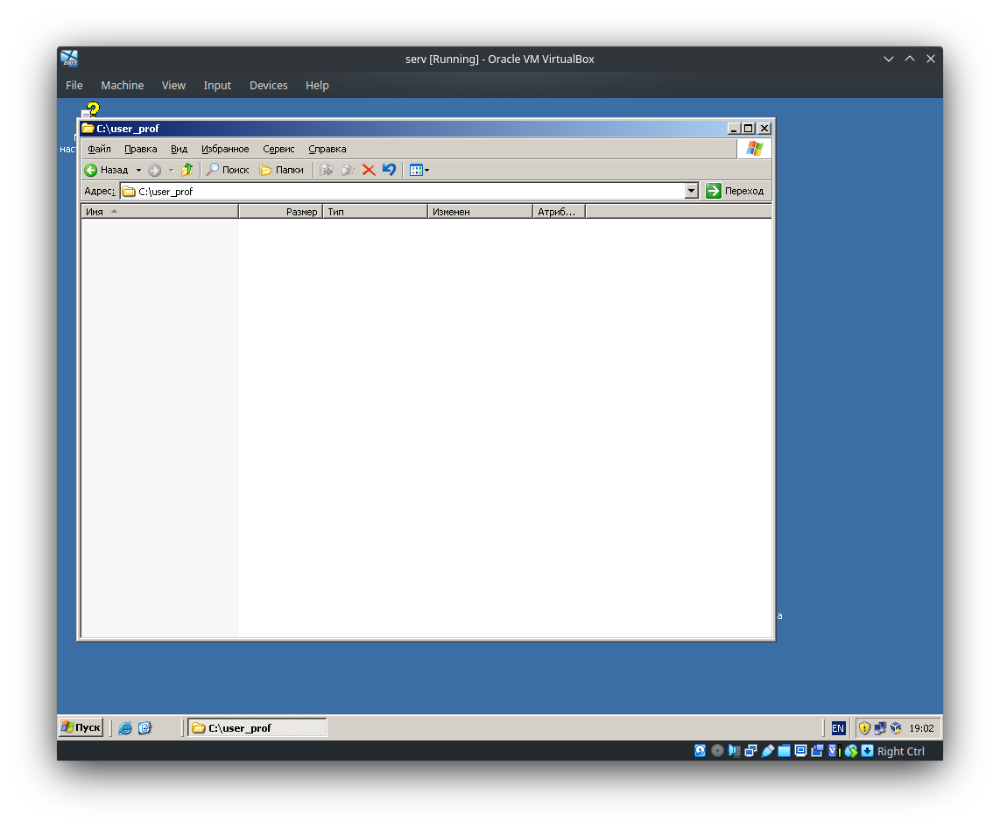 serv [Running] - Oracle VM VirtualBox
File Machine View Input Devices Help
C:\user_prof
Файл Правка Вид Избранное Сервис Справка
Назад Поиск Папки
Адрес: C:\user_prof Переход
Имя Размер Тип Изменен Атриб...
а
Пуск C:\user_prof EN 19:02
Right Ctrl